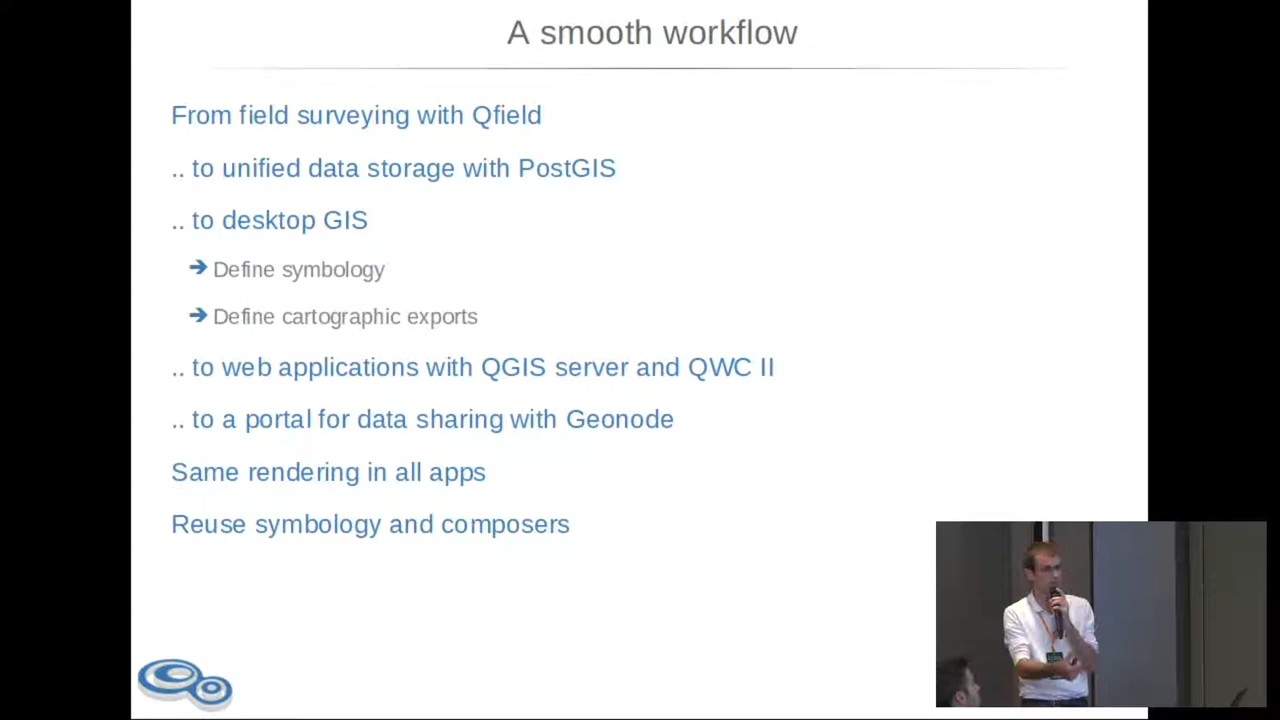 A smooth workflow
From field surveying with Qfield
.. to unified data storage with PostGIS
.. to desktop GIS
➔ Define symbology
➔ Define cartographic exports
.. to web applications with QGIS server and QWC II
.. to a portal for data sharing with Geonode
Same rendering in all apps
Reuse symbology and composers